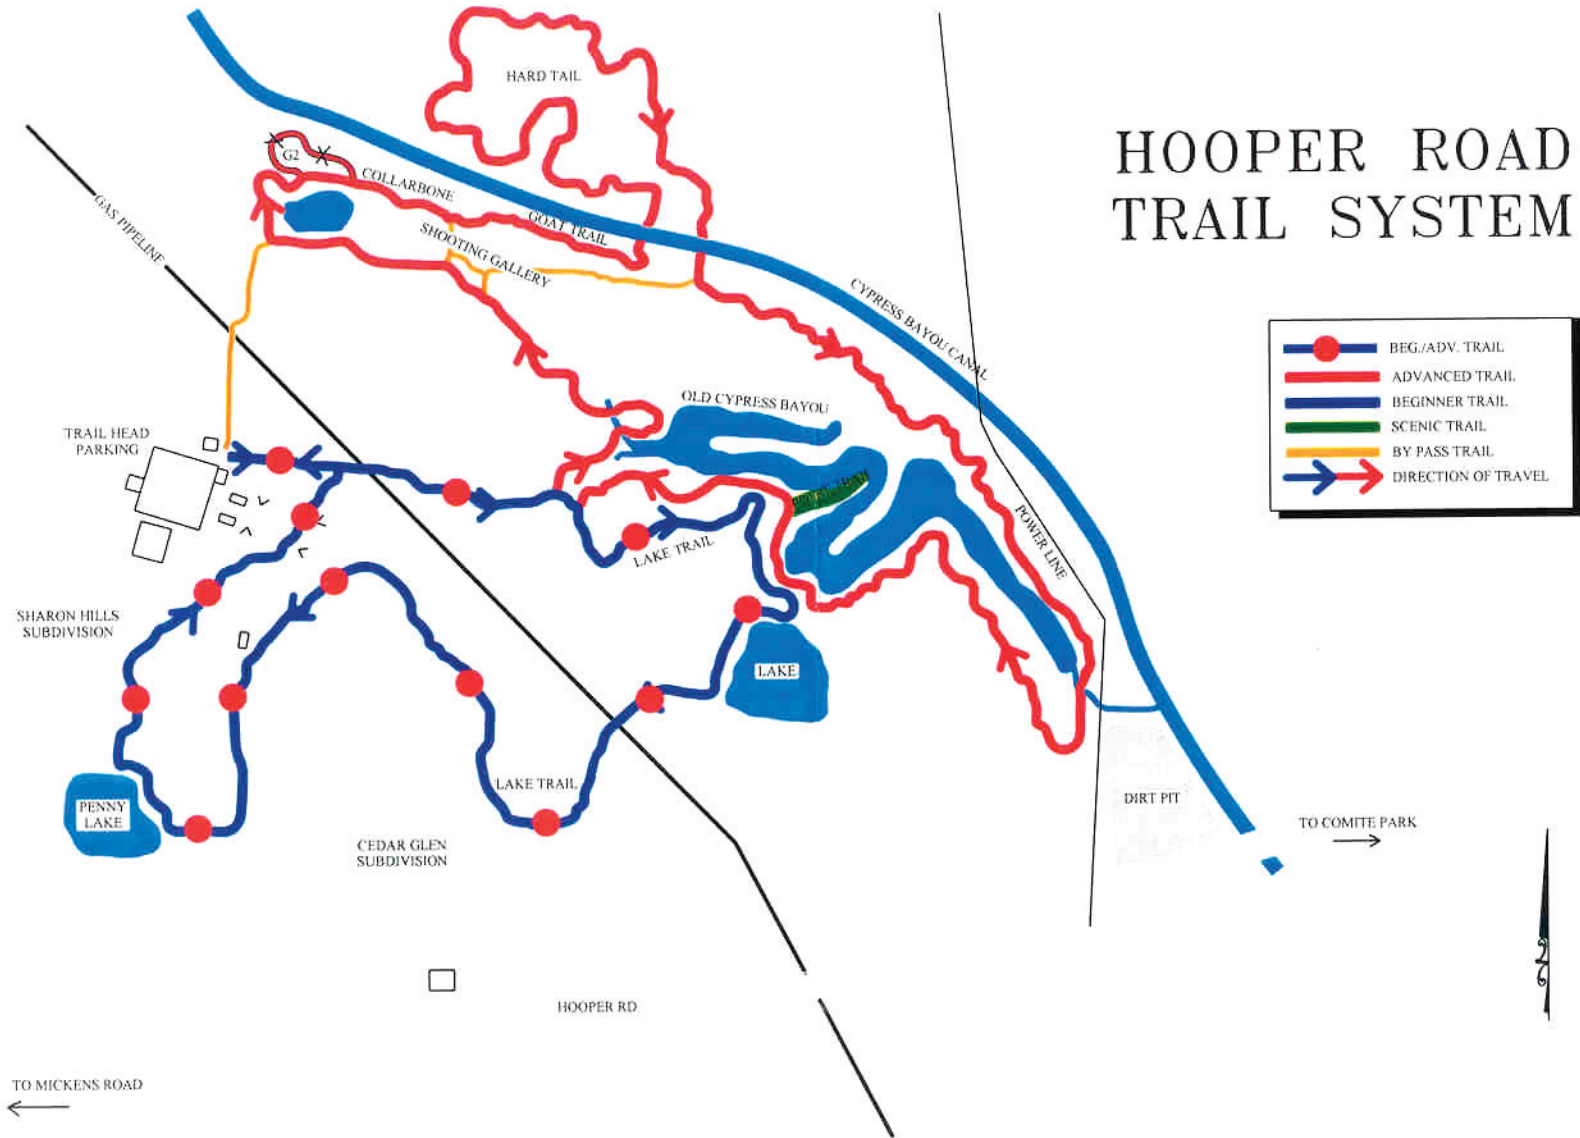 HARD TAIL
HOOPER ROAD
TRAIL SYSTEM
G2
COLLARBONE
GAS PIPELINE
GOAT TRAIL
SHOOTING GALLERY
CYPRESS BAYOU CANAL
BEG./ADV. TRAIL
ADVANCED TRAIL
BEGINNER TRAIL
SCENIC TRAIL
BY PASS TRAIL
DIRECTION OF TRAVEL
OLD CYPRESS BAYOU
TRAIL HEAD
PARKING
POWER LINE
LAKE TRAIL
SHARON HILLS
SUBDIVISION
LAKE
LAKE TRAIL
PENNY
LAKE
DIRT PIT
TO COMITE PARK
CEDAR GLEN
SUBDIVISION
HOOPER RD
TO MICKENS ROAD